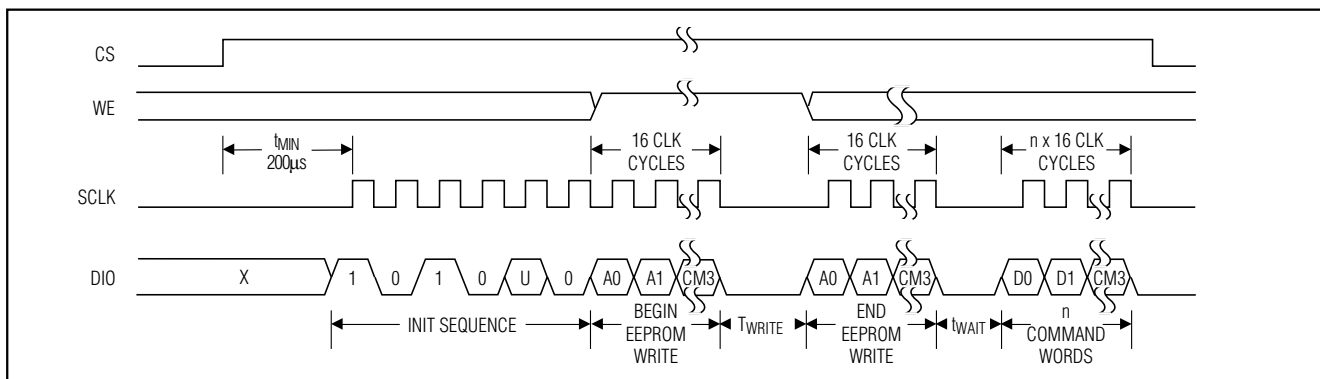 CS
WE
tMIN
200μs
16 CLK
CYCLES
16 CLK
CYCLES
n x 16 CLK
CYCLES
SCLK
DIO
X
1 0 1 0 U 0 A0 A1 CM3
A0 A1 CM3
D0 D1 CM3
INIT SEQUENCE
BEGIN
EEPROM
WRITE
TWRITE
END
EEPROM
WRITE
tWAIT
n
COMMAND
WORDS